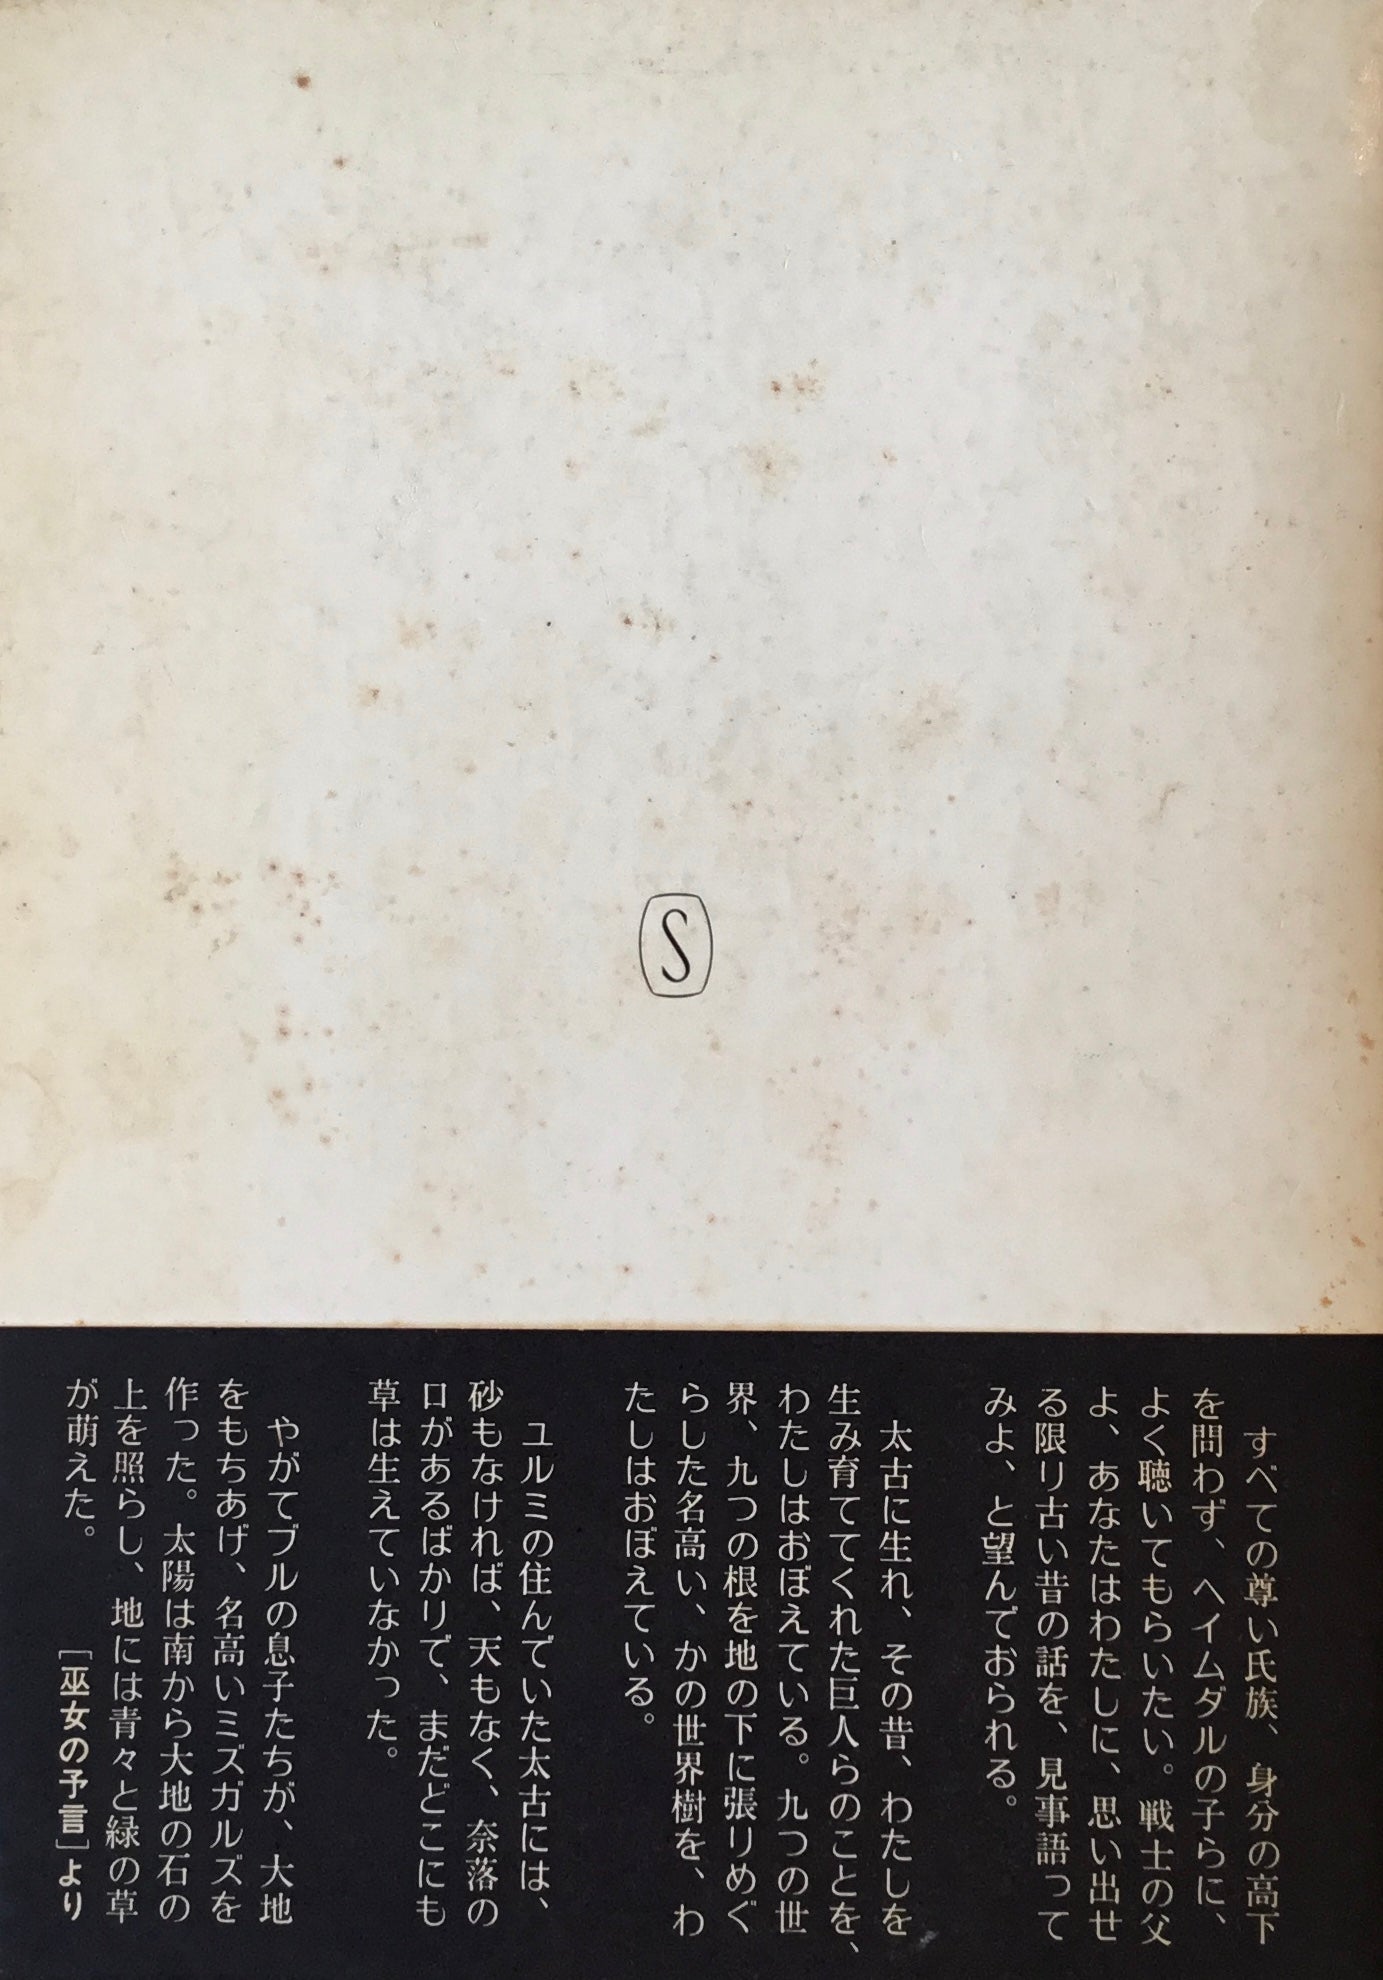 S
すべての尊い氏族、身分の高下
を問わず、ヘイムダルの子らに、
よく聴いてもらいたい。戦士の父
よ、あなたはわたしに、思い出せ
る限り古い昔の話を、見事語って
みよ、と望んでおられる。
太古に生れ、その昔、わたしを
生み育ててくれた巨人らのことを、
わたしはおぼえている。九つの世
界、九つの根を地の下に張りめぐ
らした名高い、かの世界樹を、わ
たしはおぼえている。
ユルミの住んでいた太古には、
砂もなければ、天もなく、奈落の
口があるばかりで、まだどこにも
草は生えていなかった。
やがてブルの息子たちが、大地
をもちあげ、名高いミズガルズを
作った。太陽は南から大地の石の
上を照らし、地には青々と緑の草
が萌えた。
［巫女の予言］より